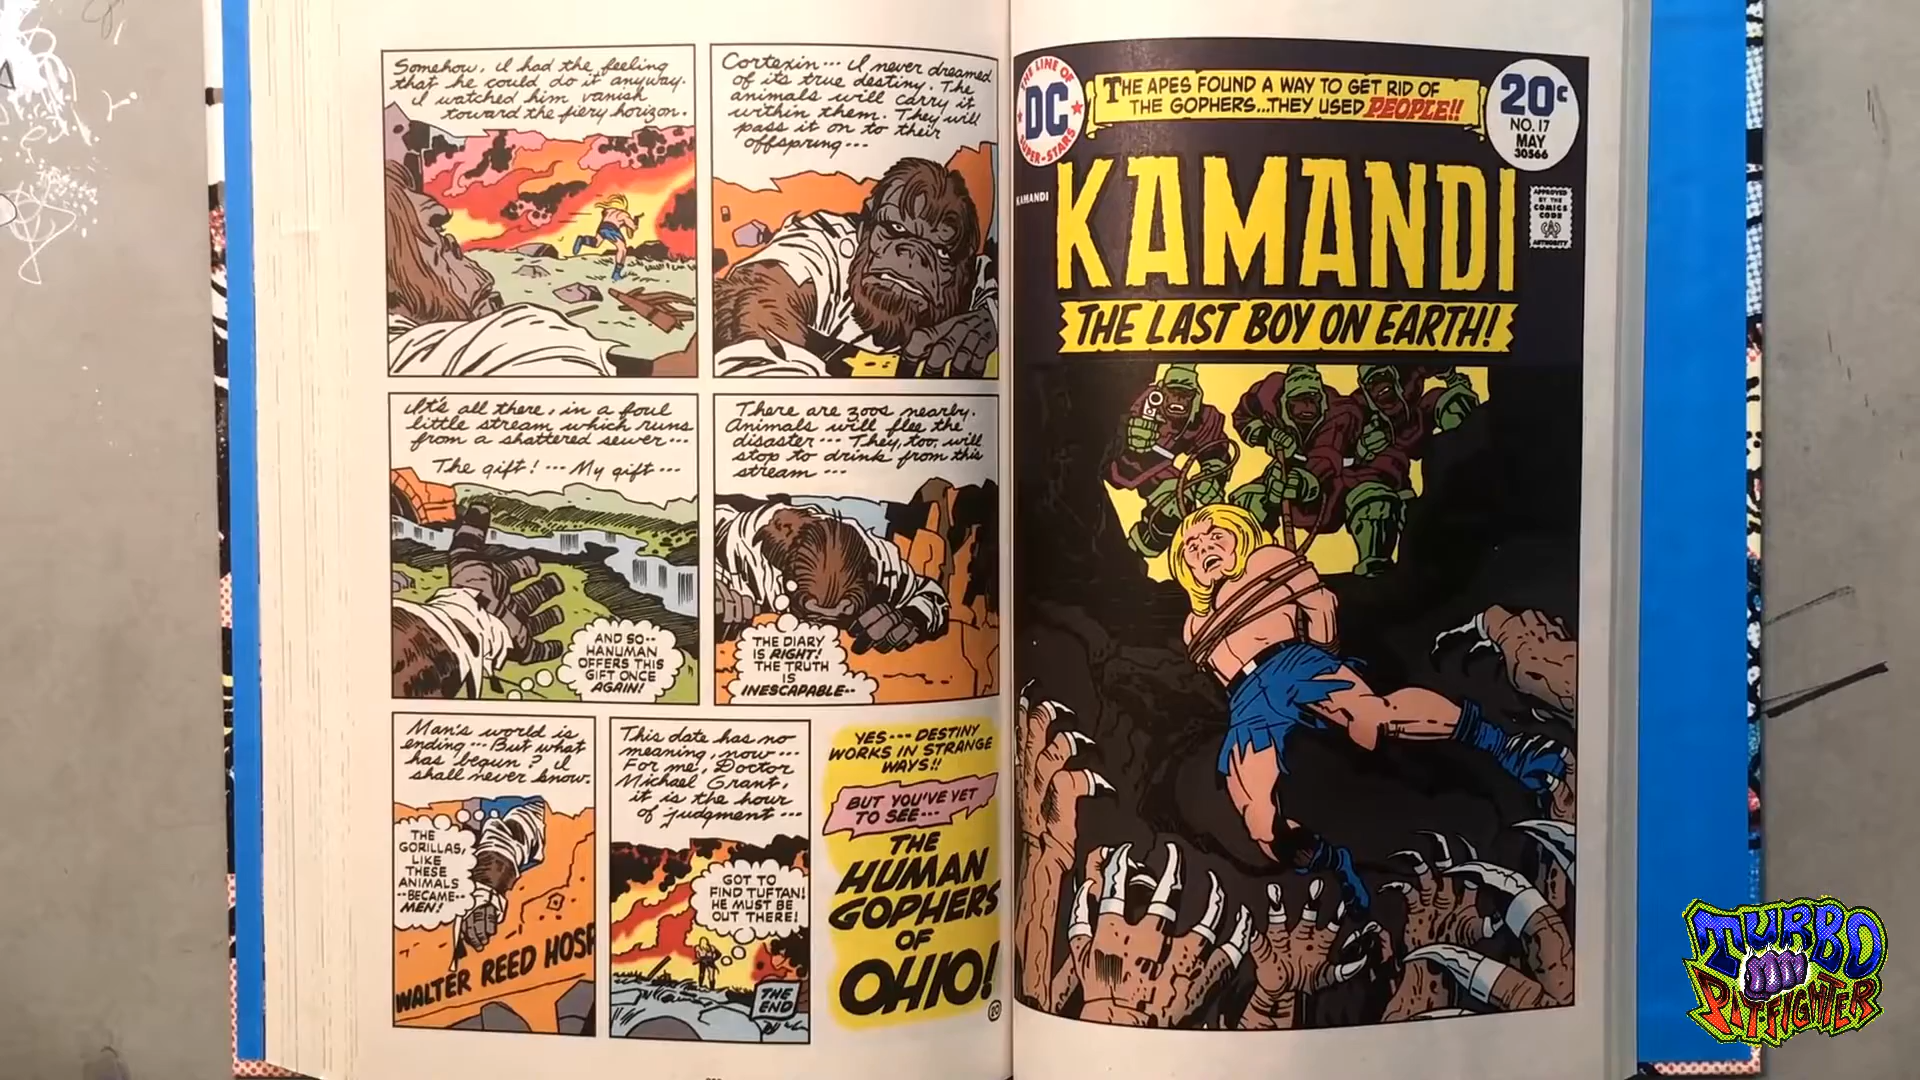 Somehow, I had the feeling
that he could do it anyway.
I watched him vanish
toward the fiery horizon.
Cortexin--- I never dreamed
of its true destiny. The
animals will carry it
within them. They will
pass it on to their
offspring---
It's all there, in a foul
little stream which runs
from a shattered sewer---
The gift! --- My gift ---
AND SO--
HANUMAN
OFFERS THIS
GIFT ONCE
AGAIN!
There are zoos nearby.
Animals will flee the
disaster --- They, too, will
stop to drink from this
stream ---
THE DIARY
IS RIGHT!
THE TRUTH
IS
INESCAPABLE--
Man's world is
ending --- But what
has begun? I
shall never know.
THE
GORILLAS,
LIKE
THESE
ANIMALS
--BECAME--
MEN!
WALTER REED HOSP
This date has no
meaning, now ---
For me, Doctor
Michael Grant,
it is the hour
of judgment ---
GOT TO
FIND TUFTAN!
HE MUST BE
OUT THERE!
THE
END
YES--- DESTINY
WORKS IN STRANGE
WAYS!!
BUT YOU'VE YET
TO SEE---
THE
HUMAN
GOPHERS
OF
OHIO!
20
THE LINE OF
DC
SUPER-STARS
THE APES FOUND A WAY TO GET RID OF
THE GOPHERS...THEY USED PEOPLE!!
20c
NO. 17
MAY
30566
KAMANDI
APPROVED
BY THE
COMICS
CODE
AUTHORITY
KAMANDI
THE LAST BOY ON EARTH!
TURBO
PIT-FIGHTER